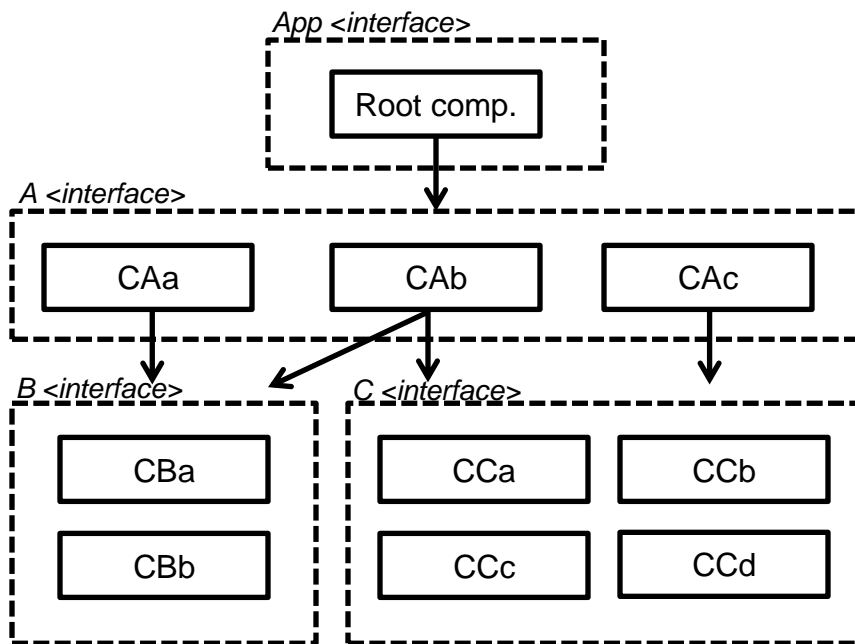 App <interface>
Root comp.
A <interface>
CAa
CAb
CAc
B <interface>
C <interface>
CBa
CCa
CCb
CBb
CCc
CCd